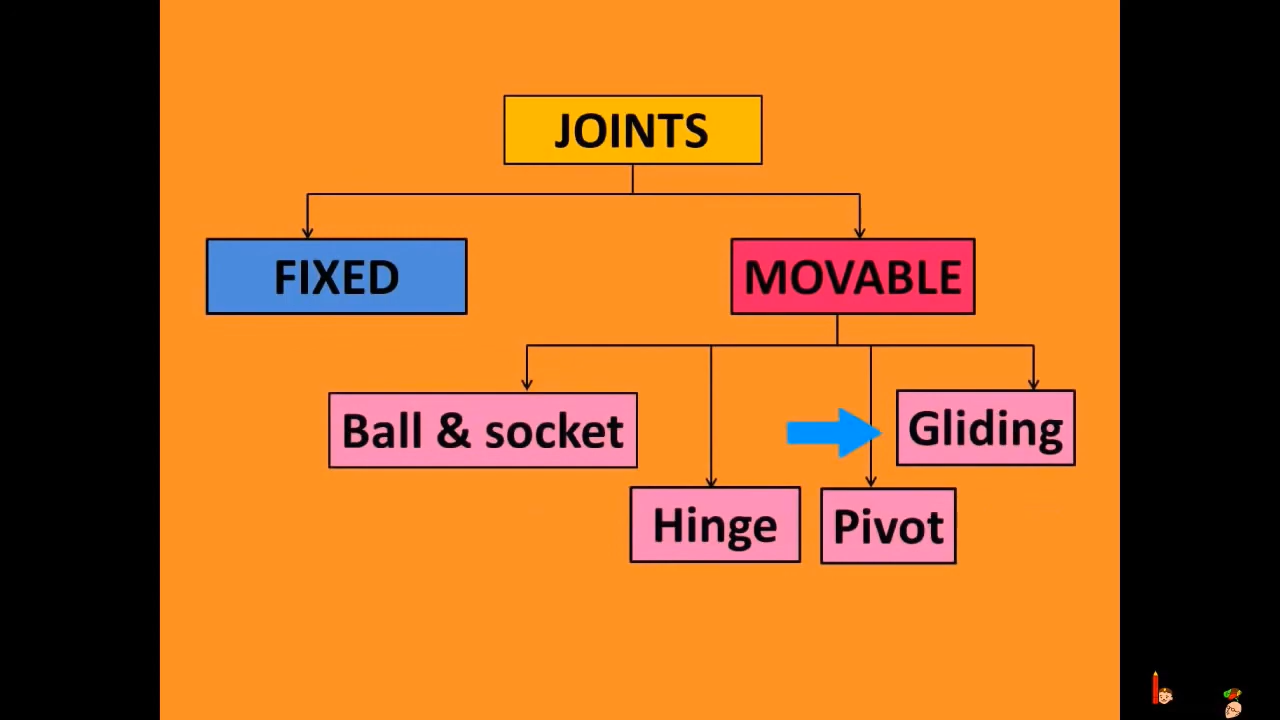 JOINTS
FIXED
MOVABLE
Ball & socket
Gliding
Hinge
Pivot